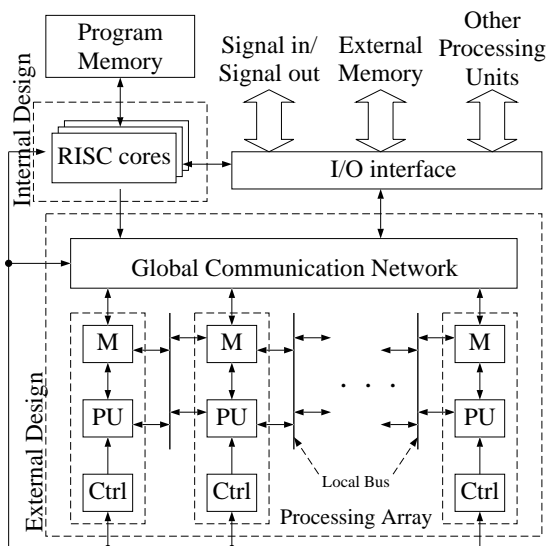 Program
Memory
Signal in/
Signal out
External
Memory
Other
Processing
Units
Internal Design
RISC cores
I/O interface
Global Communication Network
External Design
M
M
. . .
M
PU
PU
PU
Ctrl
Ctrl
Local Bus
Ctrl
Processing Array